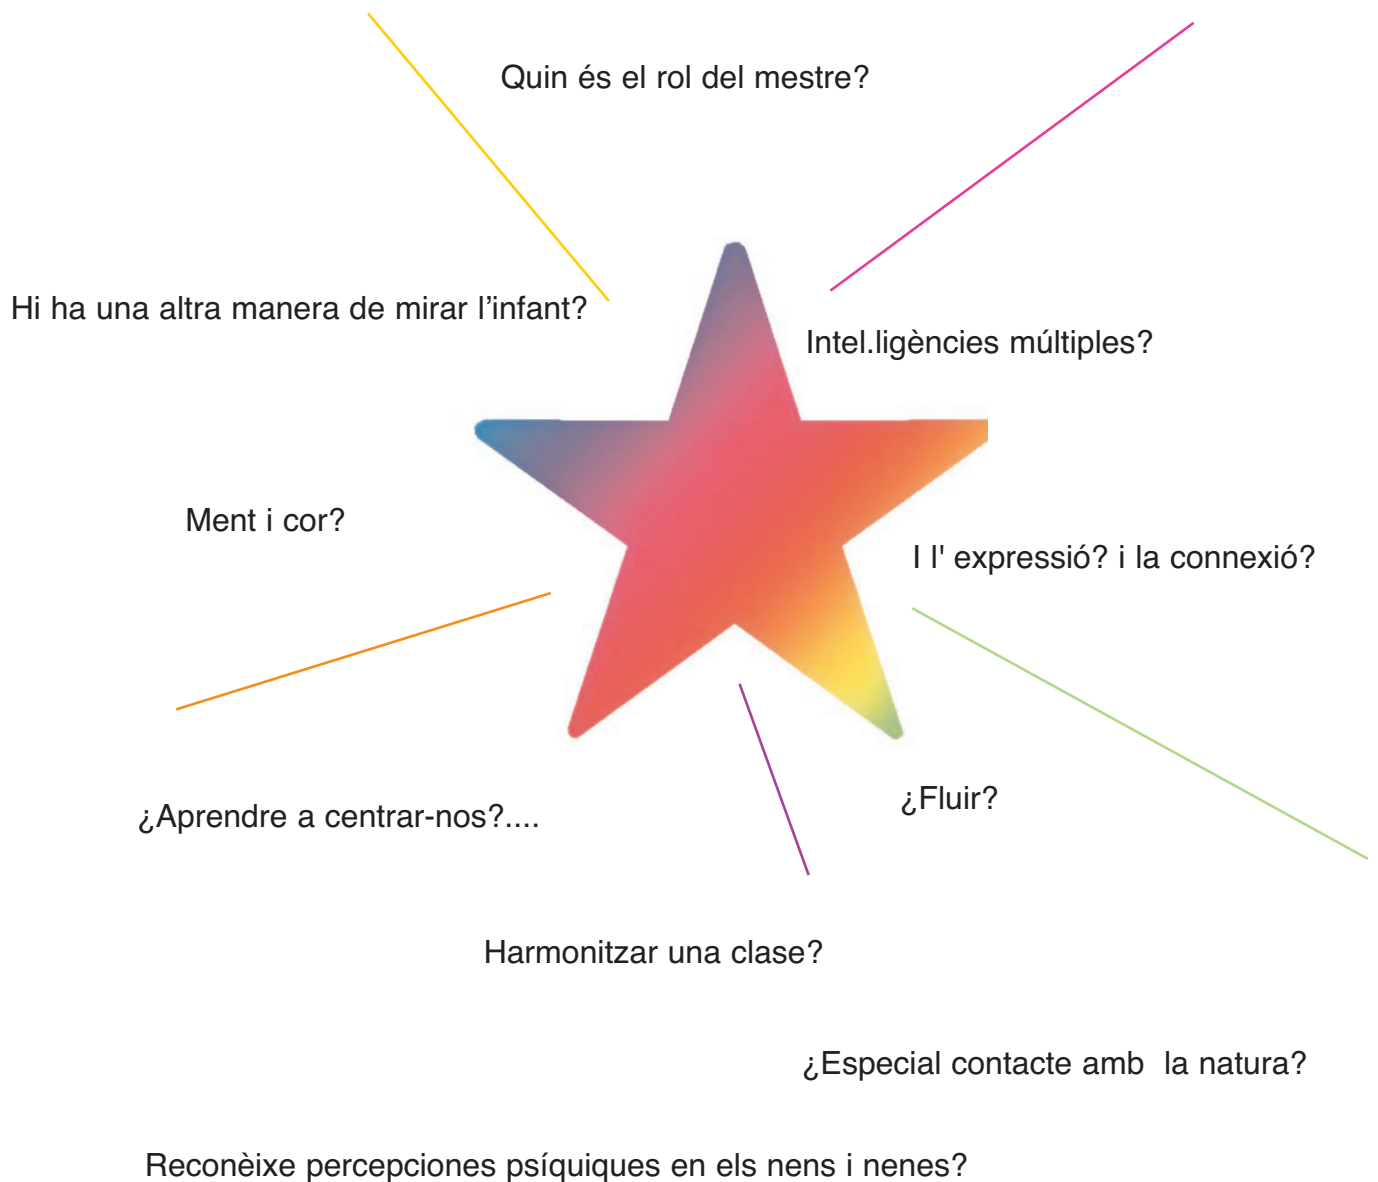 Quin és el rol del mestre?
Hi ha una altra manera de mirar l’infant?
Intel.ligències múltiples?
Ment i cor?
I l' expressió? i la connexió?
¿Fluir?
¿Aprendre a centrar-nos?....
Harmonitzar una clase?
¿Especial contacte amb  la natura?
Reconèixe percepciones psíquiques en els nens i nenes?